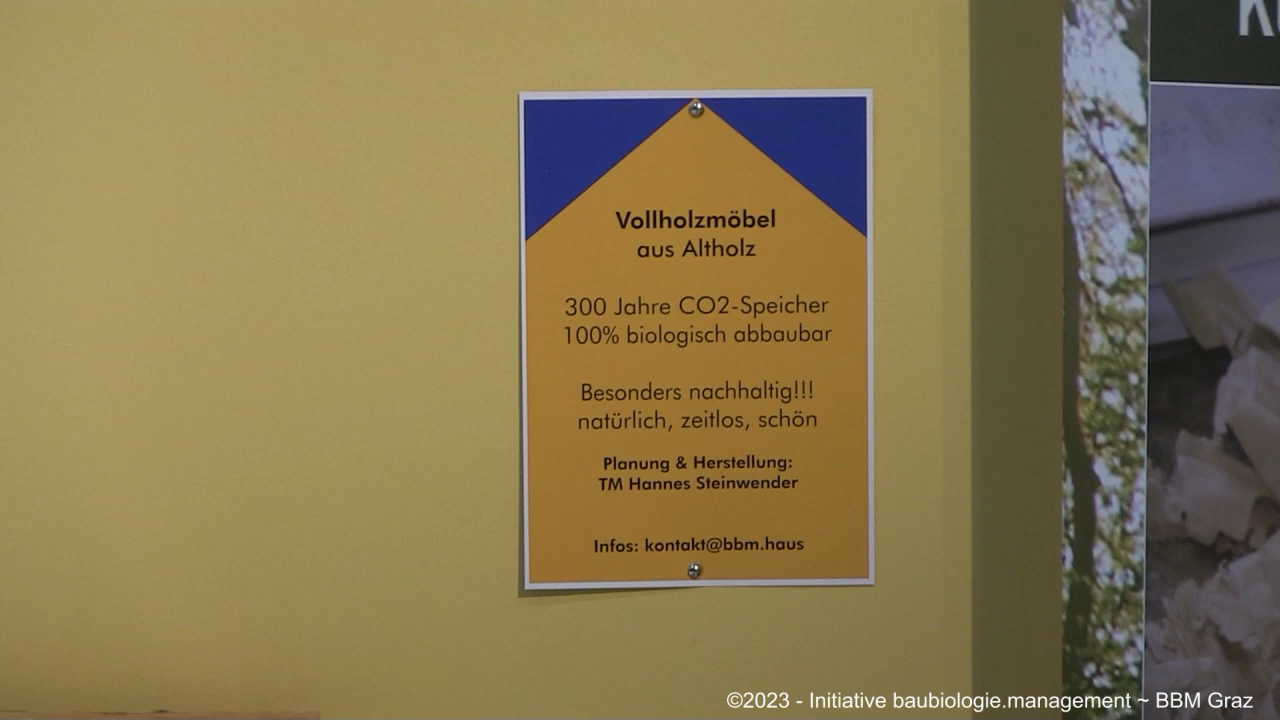 Vollholzmöbel
aus Altholz
300 Jahre CO2-Speicher
100% biologisch abbaubar
Besonders nachhaltig!!!
natürlich, zeitlos, schön
Planung & Herstellung:
TM Hannes Steinwender
Infos: kontakt@bbm.haus
©2023 - Initiative baubiologie.management ~ BBM Graz